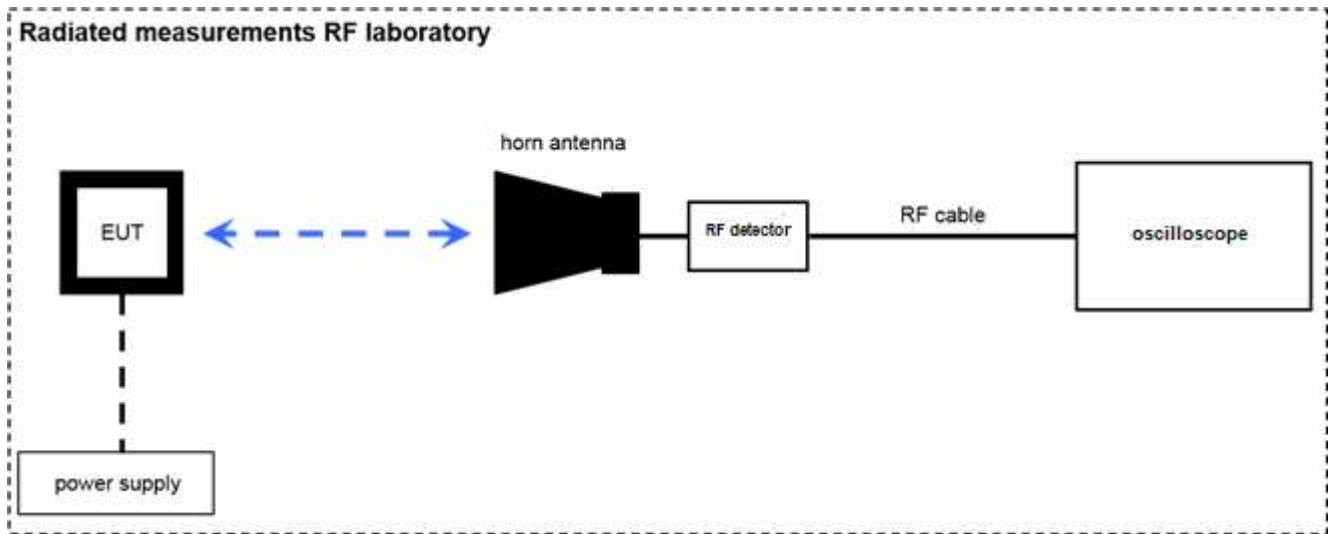 Radiated measurements RF laboratory
horn antenna
EUT
RF detector
RF cable
oscilloscope
power supply